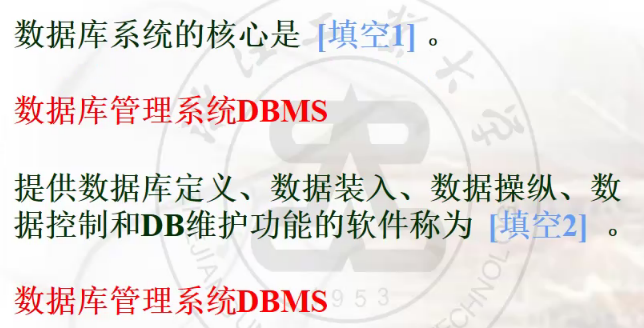 数据库系统的核心是 [填空1] 。
数据库管理系统DBMS
提供数据库定义、数据装入、数据操纵、数
据控制和DB维护功能的软件称为 [填空2] 。
数据库管理系统DBMS
1953